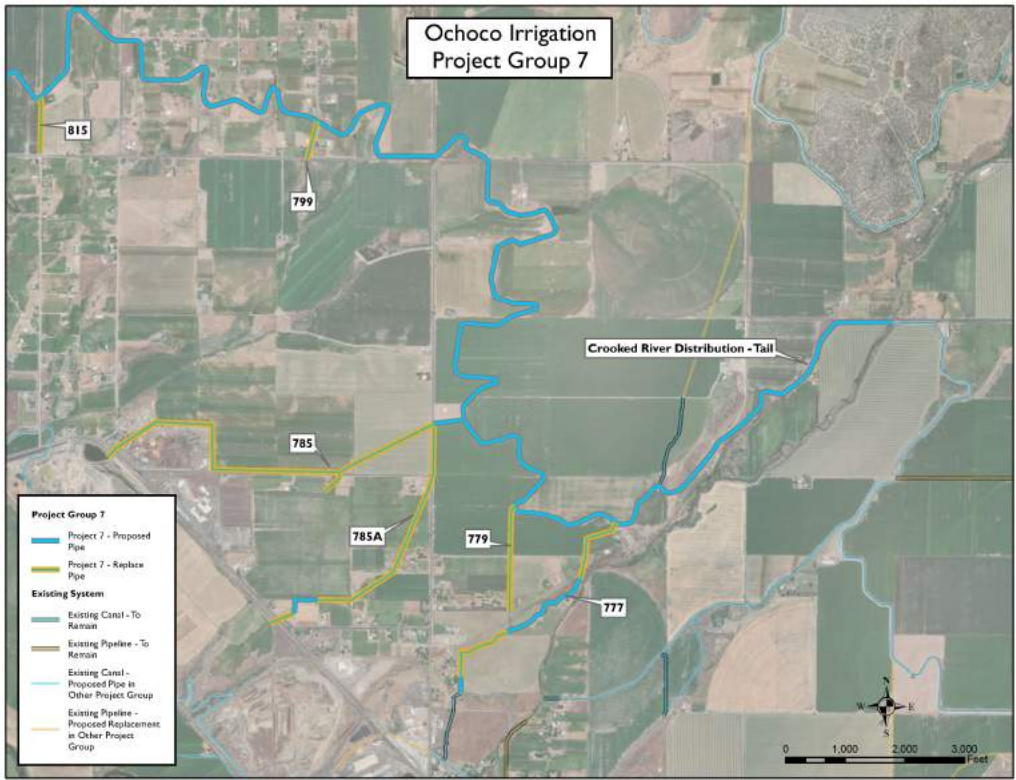 Ochoco Irrigation
Project Group 7
815
799
Crooked River Distribution - Tail
785
785A
779
777
Project Group 7
Project 7 - Proposed
Pipe
Project 7 - Replace
Pipe
Existing System
Existing Canal - To
Remain
Existing Pipeline - To
Remain
Existing Canal -
Proposed Pipe in
Other Project Group
Existing Pipeline -
Proposed Replacement
in Other Project
Group
N
W
E
S
0
1,000
2,000
3,000
Feet